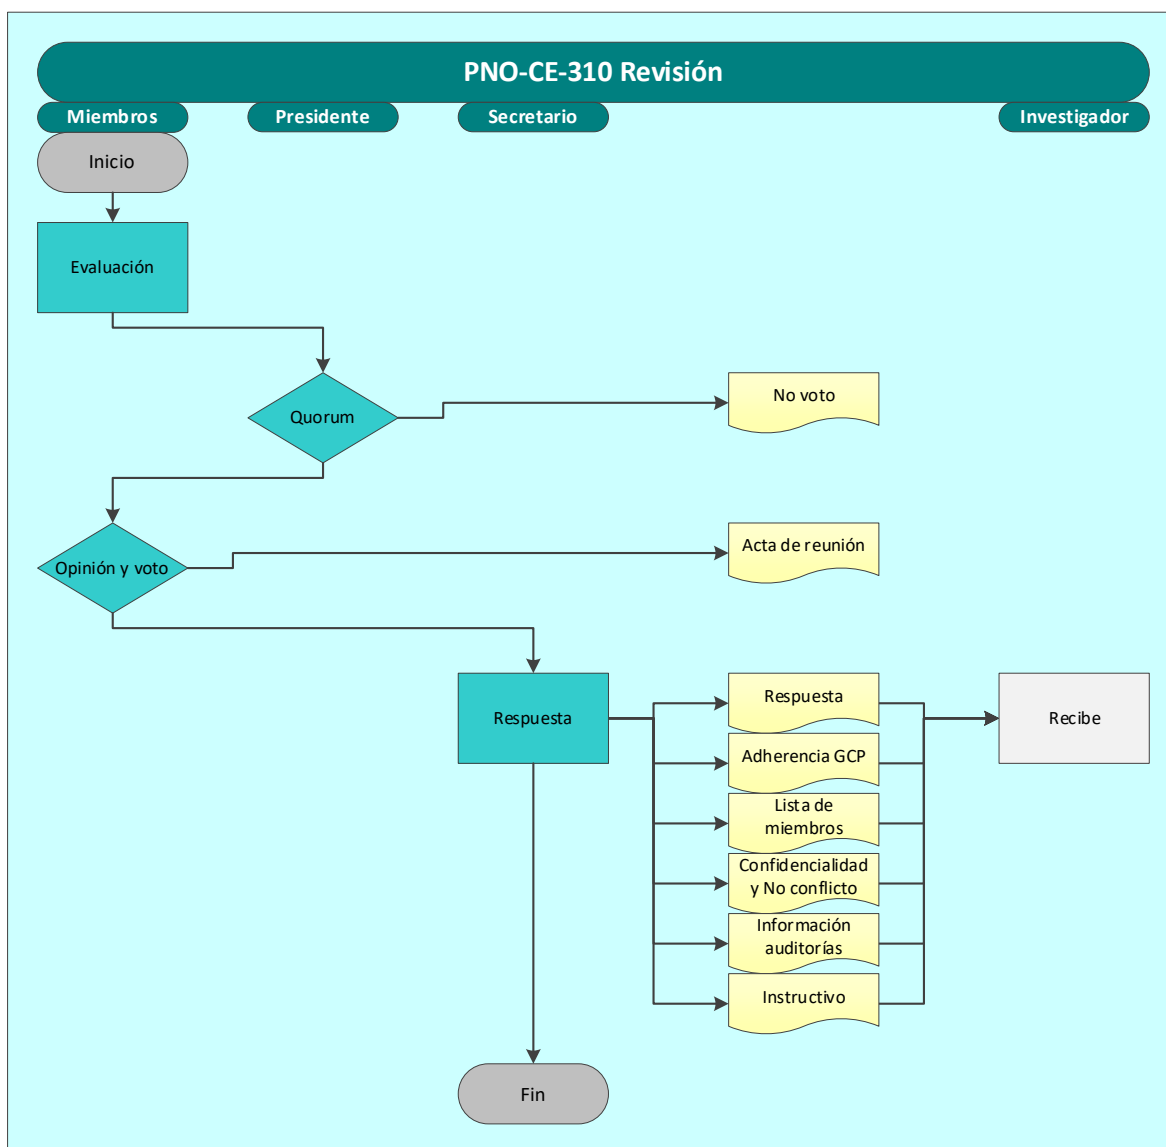 PNO-CE-310 Revisión
Miembros
Presidente
Secretario
Investigador
Inicio
Evaluación
Quorum
No voto
Opinión y voto
Acta de reunión
Respuesta
Respuesta
Recibe
Adherencia GCP
Lista de
miembros
Confidencialidad
y No conflicto
Información
auditorías
Instructivo
Fin